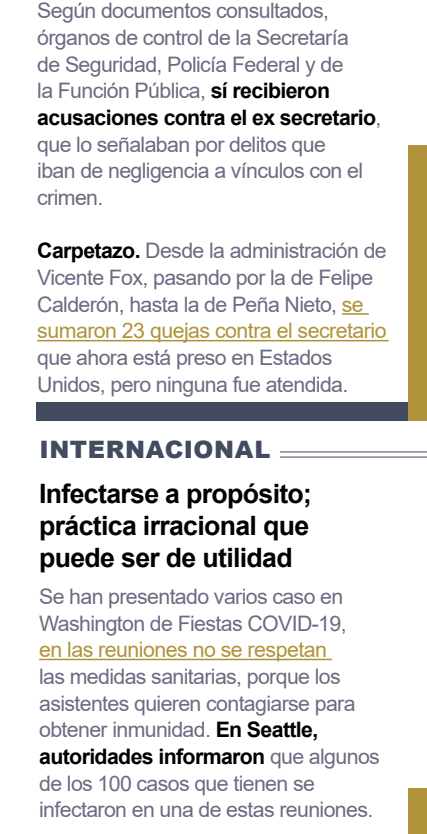 Según documentos consultados,
órganos de control de la Secretaría
de Seguridad, Policía Federal y de
la Función Pública, sí recibieron
acusaciones contra el ex secretario,
que lo señalaban por delitos que
iban de negligencia a vínculos con el
crimen.
Carpetazo. Desde la administración de
Vicente Fox, pasando por la de Felipe
Calderón, hasta la de Peña Nieto, se
sumaron 23 quejas contra el secretario
que ahora está preso en Estados
Unidos, pero ninguna fue atendida.
INTERNACIONAL
Infectarse a propósito;
práctica irracional que
puede ser de utilidad
Se han presentado varios caso en
Washington de Fiestas COVID-19,
en las reuniones no se respetan
las medidas sanitarias, porque los
asistentes quieren contagiarse para
obtener inmunidad. En Seattle,
autoridades informaron que algunos
de los 100 casos que tienen se
infectaron en una de estas reuniones.